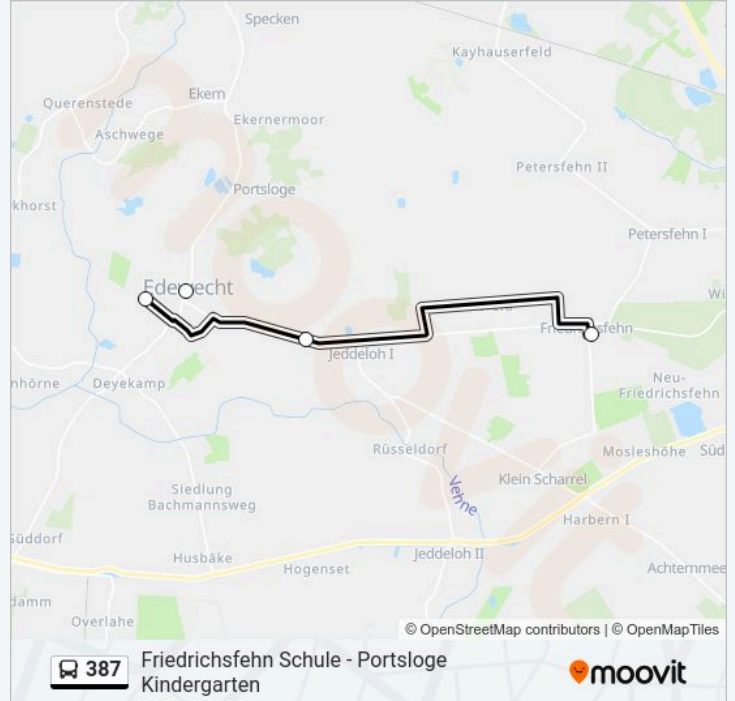 Specken
Kayhauserfeld
Ekern
Querenstede
Ekernermoor
Aschwege
Petersfehn II
Portsloge
khorst
Petersfehn I
Edewecht
Wi
Friedrichsfehn
Jeddeloh I
nhörne
Deyekamp
Neu-
Friedrichsfehn
Rüsseldorf
Mosleshöhe
Süd
Klein Scharrel
Vehne
Siedlung
Bachmannsweg
Harbern I
Süddorf
Jeddeloh II
Husbäke
Hogenset
Achternmee
damm
Overlahe
© OpenStreetMap contributors | © OpenMapTiles
387
Friedrichsfehn Schule - Portsloge
Kindergarten
moovit